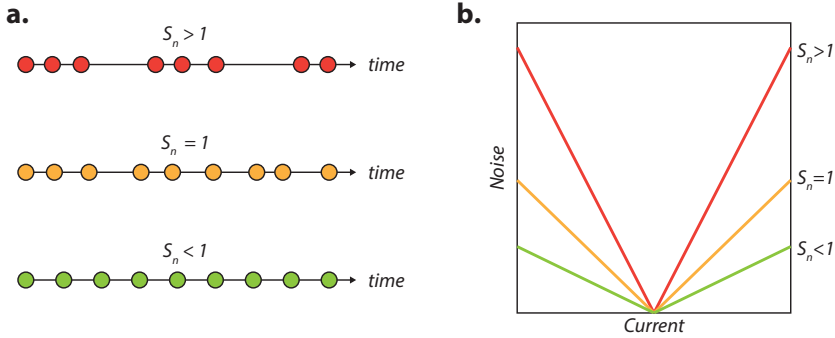 a.
S_n > 1
time
S_n = 1
time
S_n < 1
time
b.
Noise
Current
S_n>1
S_n=1
S_n<1